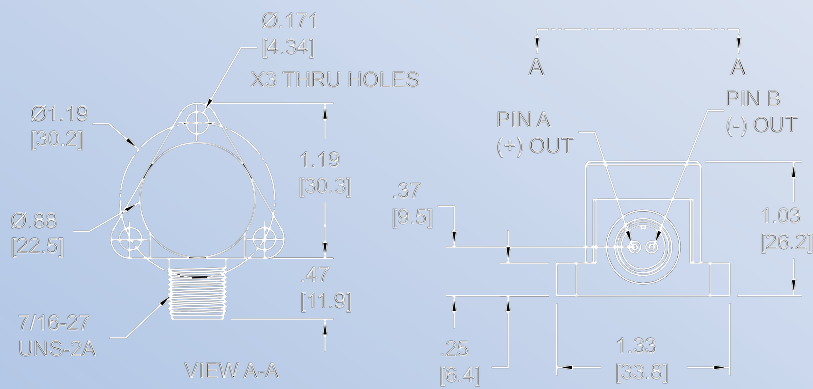 Ø.171
[4.34]
X3 THRU HOLES
Ø1.19
[30.2]
1.19
[30.3]
Ø.88
[22.5]
.47
[11.9]
7/16-27
UNS-2A
VIEW A-A
A
A
PIN A
(+) OUT
PIN B
(-) OUT
.37
[9.5]
1.03
[26.2]
.25
[6.4]
1.33
[33.8]